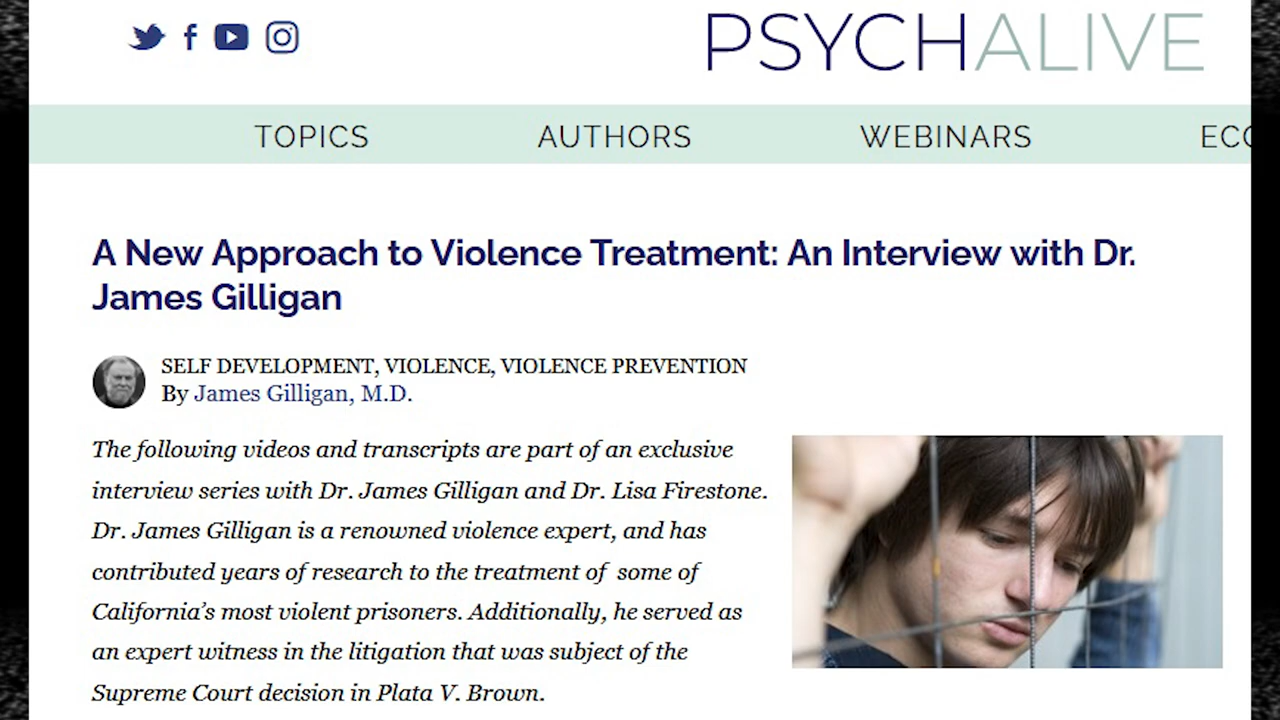 PSYCHALIVE
TOPICS
AUTHORS
WEBINARS
A New Approach to Violence Treatment: An Interview with Dr.
James Gilligan
SELF DEVELOPMENT, VIOLENCE, VIOLENCE PREVENTION
By James Gilligan, M.D.
The following videos and transcripts are part of an exclusive
interview series with Dr. James Gilligan and Dr. Lisa Firestone.
Dr. James Gilligan is a renowned violence expert, and has
contributed years of research to the treatment of some of
California’s most violent prisoners. Additionally, he served as
an expert witness in the litigation that was subject of the
Supreme Court decision in Plata V. Brown.